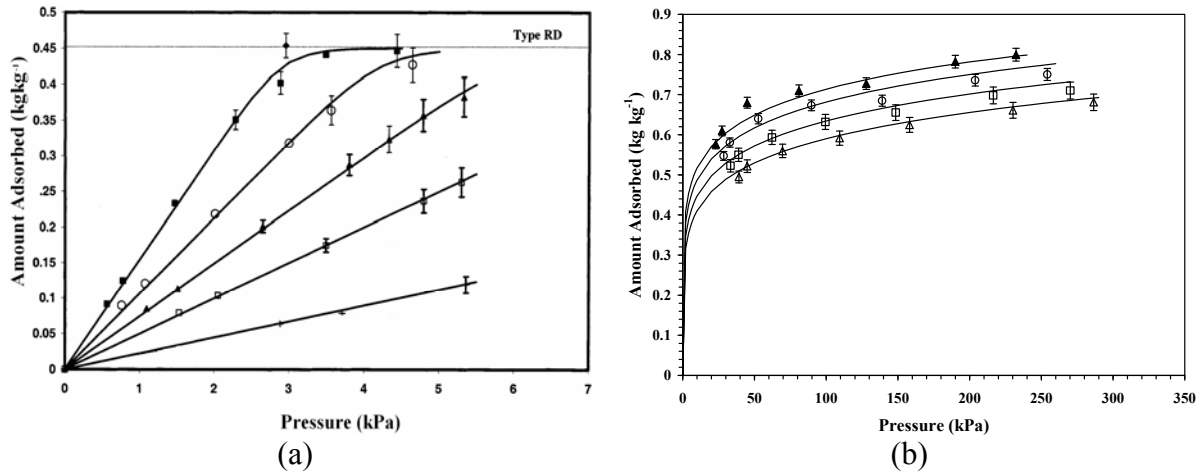 0.5
0.45
0.4
0.35
0.3
0.25
0.2
0.15
0.1
0.05
0
Amount Adsorbed (kgkg⁻¹)
Type RD
0 1 2 3 4 5 6 7
Pressure (kPa)
(a)
0.9
0.8
0.7
0.6
0.5
0.4
0.3
0.2
0.1
0
Amount Adsorbed (kg kg⁻¹)
0 50 100 150 200 250 300 350
Pressure (kPa)
(b)